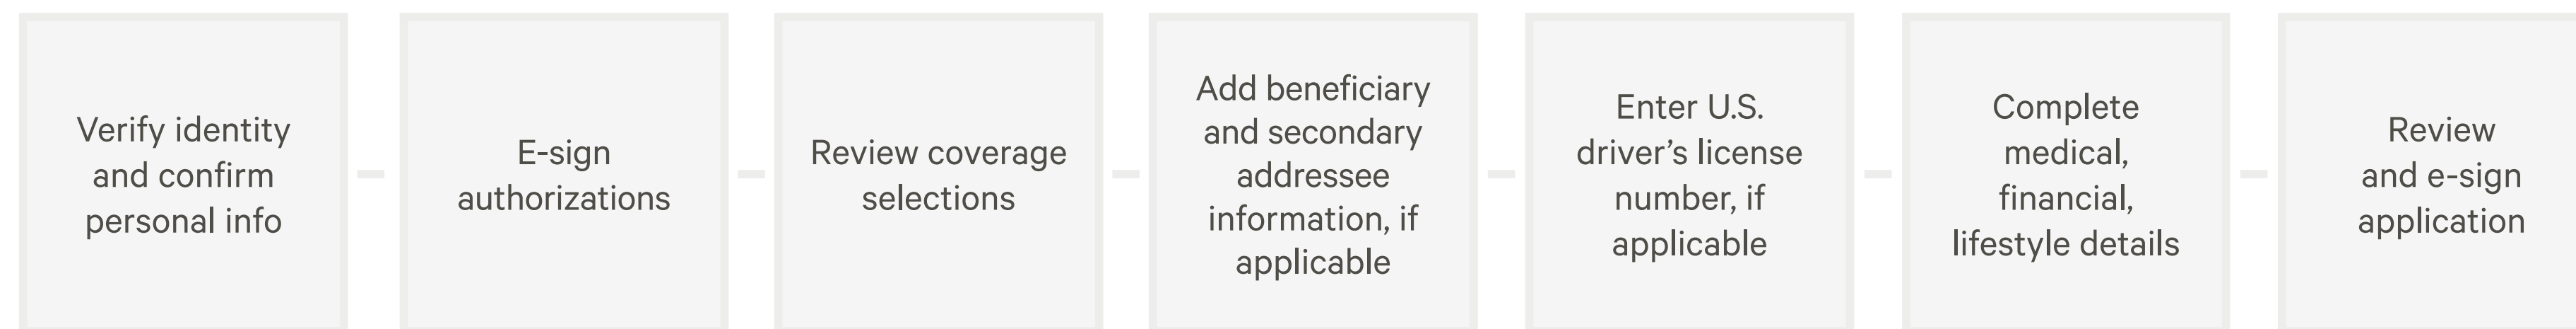 Verify identity
and confirm
personal info
E-sign
authorizations
Review coverage
selections
Add beneficiary
and secondary
addressee
information, if
applicable
Enter U.S.
driver’s license
number, if
applicable
Complete
medical,
financial,
lifestyle details
Review
and e-sign
application